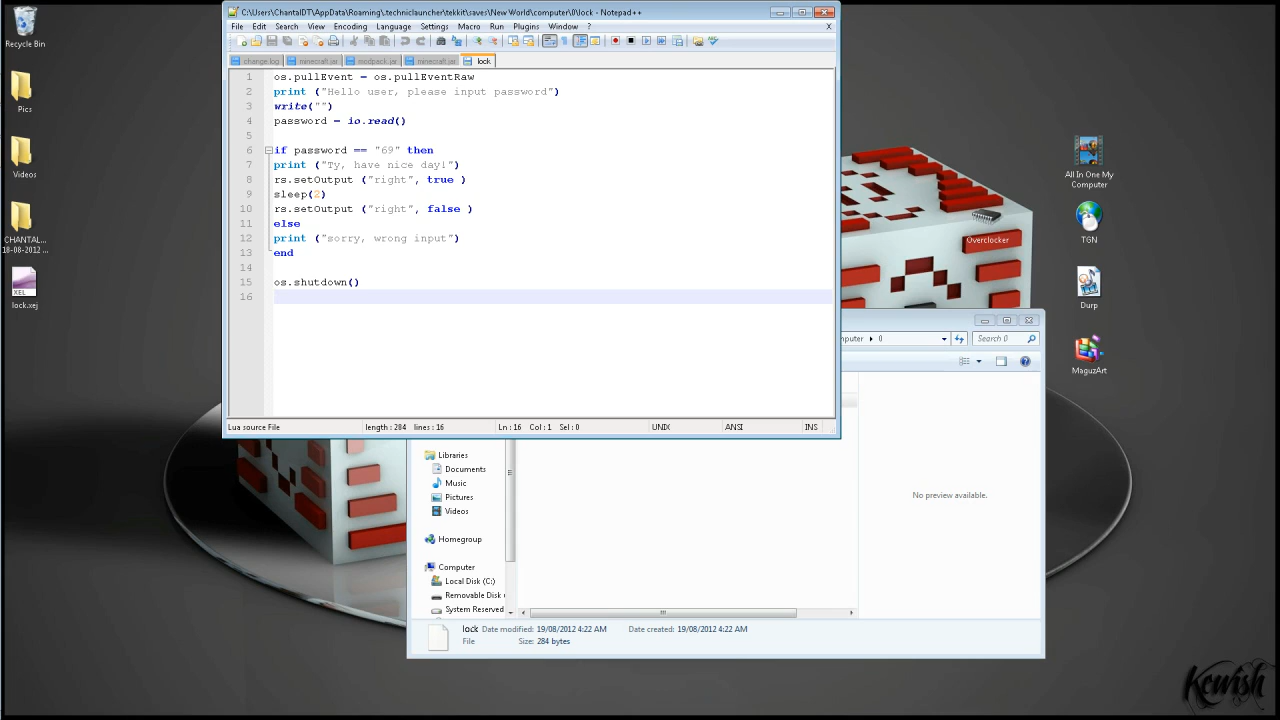 C:\Users\ChantalDT\AppData\Roaming\.techniclauncher\tekkit\saves\New World\computer\0\lock - Notepad++
File Edit Search View Encoding Language Settings Macro Run Plugins Window ? X
change.log minecraft.jar modpack.jar minecraft.jar lock
1 os.pullEvent = os.pullEventRaw
2 print ("Hello user, please input password")
3 write("")
4 password = io.read()
5
6 if password == "69" then
7 print ("Ty, have nice day!")
8 rs.setOutput ("right", true )
9 sleep(2)
10 rs.setOutput ("right", false )
11 else
12 print ("sorry, wrong input")
13 end
14
15 os.shutdown()
16
Lua source File length : 284 lines : 16 Ln : 16 Col : 1 Sel : 0 UNIX ANSI INS
Recycle Bin
Pics
Videos
CHANTAL...
18-08-2012 ...
XEL
lock.xej
All In One My
Computer
TGN
Overclocker
Durp
MaguzArt
mputer 0 Search 0
Libraries
Documents
Music
Pictures
Videos
Homegroup
Computer
Local Disk (C:)
Removable Disk
System Reserved
No preview available.
lock Date modified: 19/08/2012 4:22 AM Date created: 19/08/2012 4:22 AM
File Size: 284 bytes
Kewish